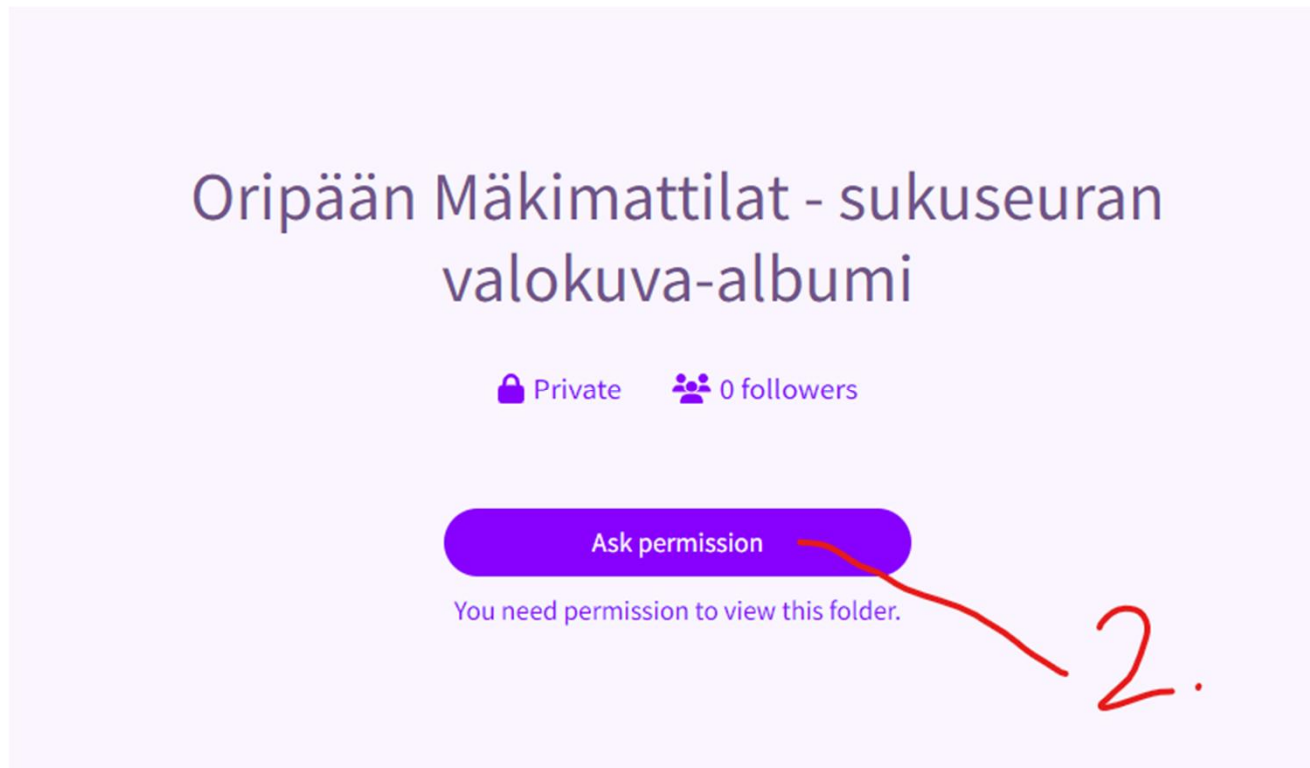 Oripään Mäkimattilat - sukuseuran
valokuva-albumi
Private 0 followers
Ask permission
You need permission to view this folder.
2.